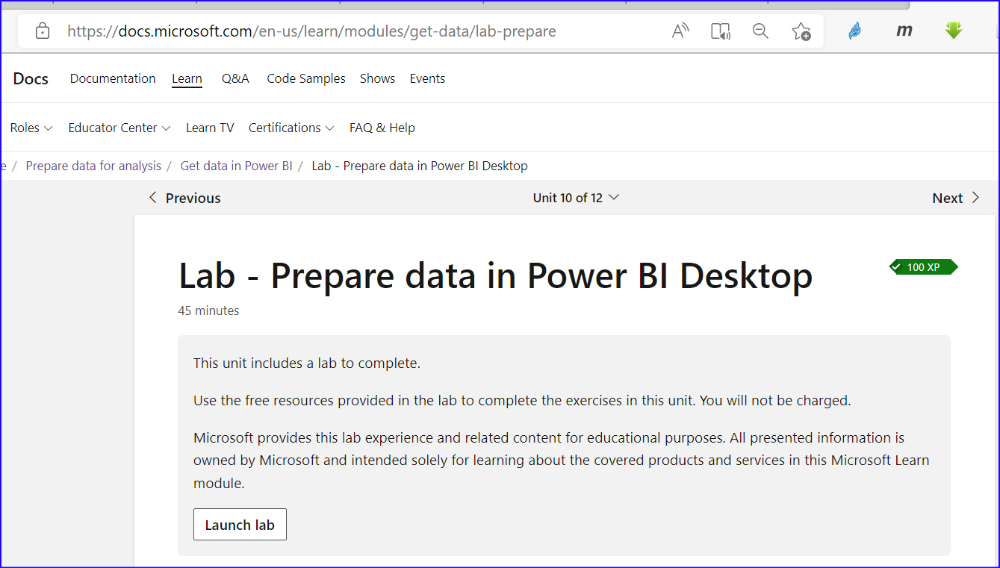 https://docs.microsoft.com/en-us/learn/modules/get-data/lab-prepare
Docs Documentation Learn Q&A Code Samples Shows Events
Roles Educator Center Learn TV Certifications FAQ & Help
e / Prepare data for analysis / Get data in Power BI / Lab - Prepare data in Power BI Desktop
Previous Unit 10 of 12 Next
Lab - Prepare data in Power BI Desktop
100 XP
45 minutes
This unit includes a lab to complete.
Use the free resources provided in the lab to complete the exercises in this unit. You will not be charged.
Microsoft provides this lab experience and related content for educational purposes. All presented information is
owned by Microsoft and intended solely for learning about the covered products and services in this Microsoft Learn
module.
Launch lab